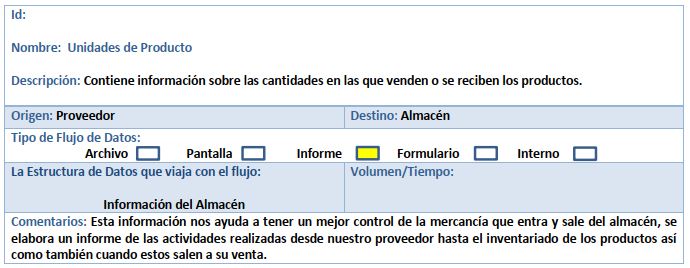 Id:
Nombre: Unidades de Producto
Descripción: Contiene información sobre las cantidades en las que venden o se reciben los productos.
Origen: Proveedor
Destino: Almacén
Tipo de Flujo de Datos:
Archivo Pantalla Informe Formulario Interno
La Estructura de Datos que viaja con el flujo:
Información del Almacén
Volumen/Tiempo:
Comentarios: Esta información nos ayuda a tener un mejor control de la mercancía que entra y sale del almacén, se
elabora un informe de las actividades realizadas desde nuestro proveedor hasta el inventariado de los productos así
como también cuando estos salen a su venta.